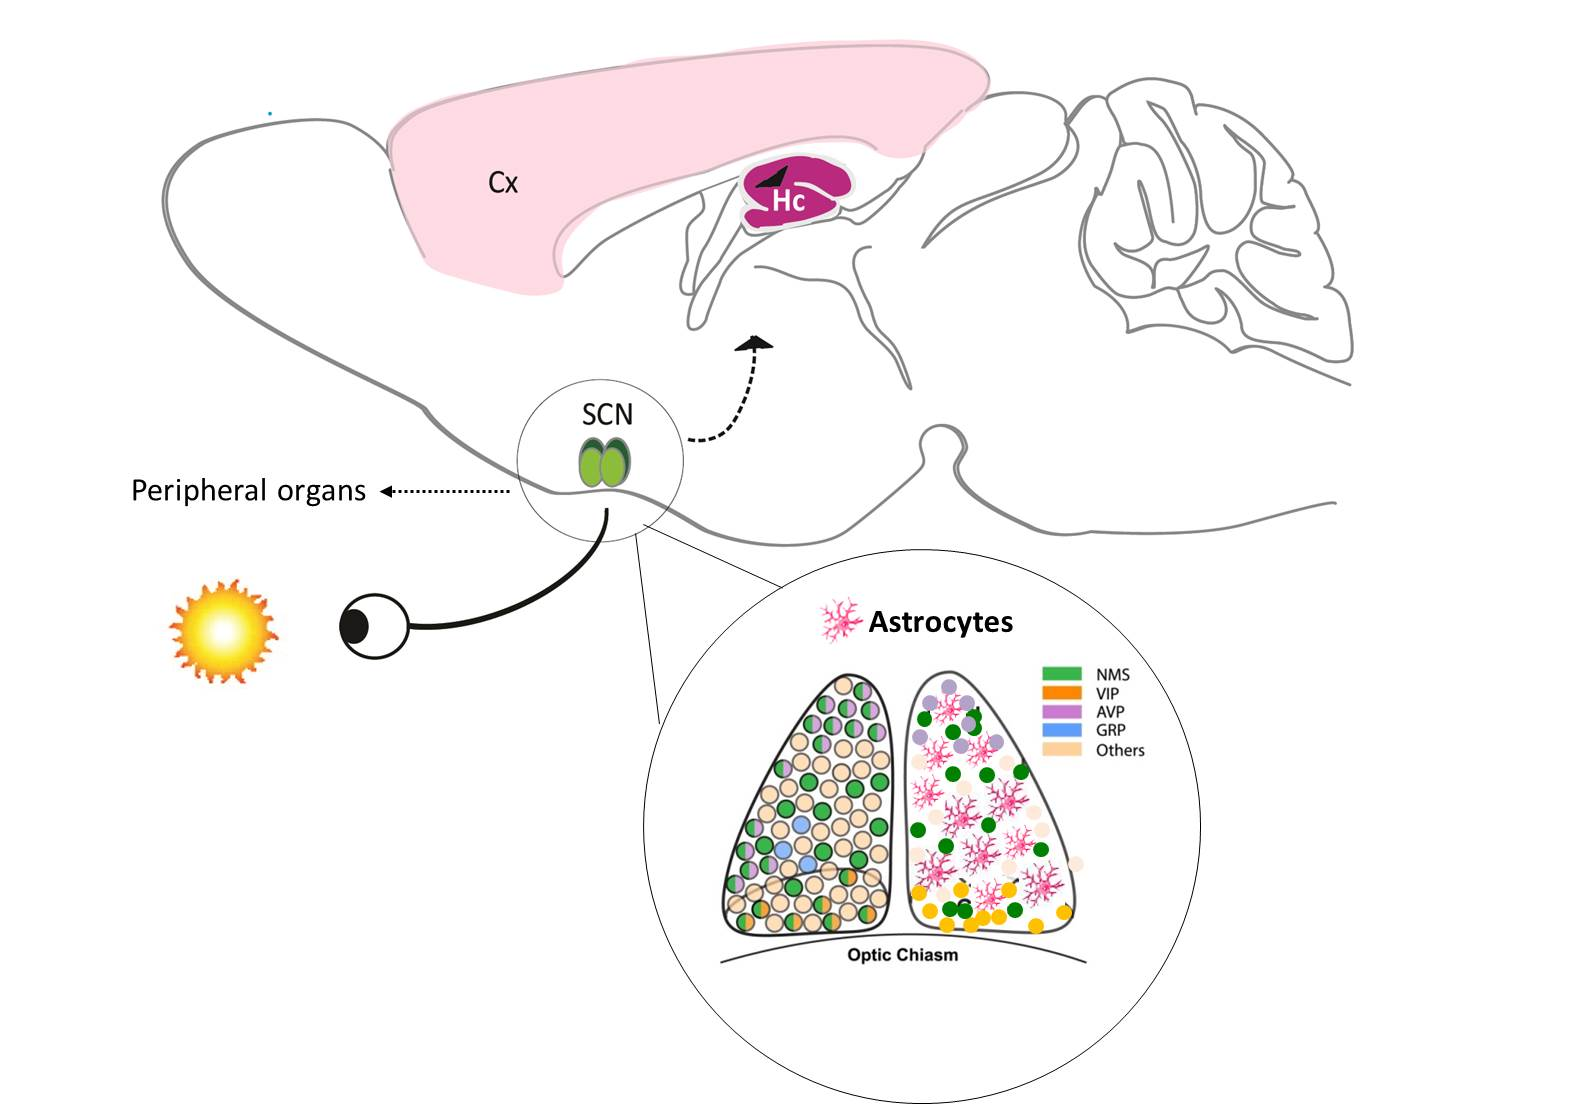 Cx
Hc
SCN
Peripheral organs
Astrocytes
NMS
VIP
AVP
GRP
Others
Optic Chiasm